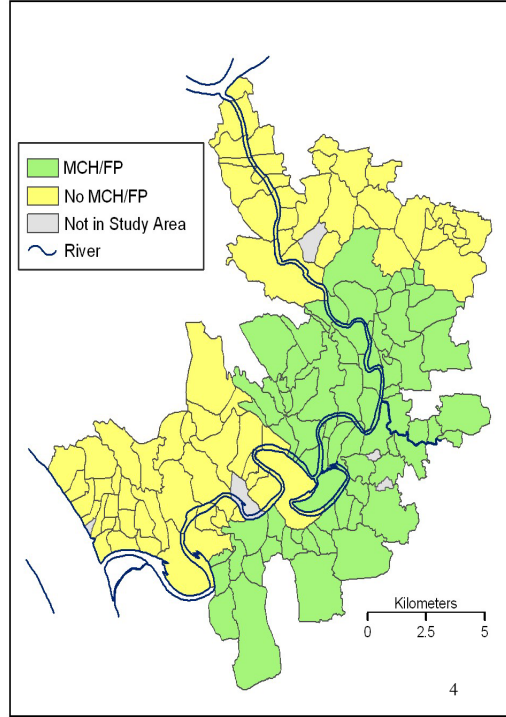 MCH/FP
No MCH/FP
Not in Study Area
River
Kilometers
0 2.5 5
4